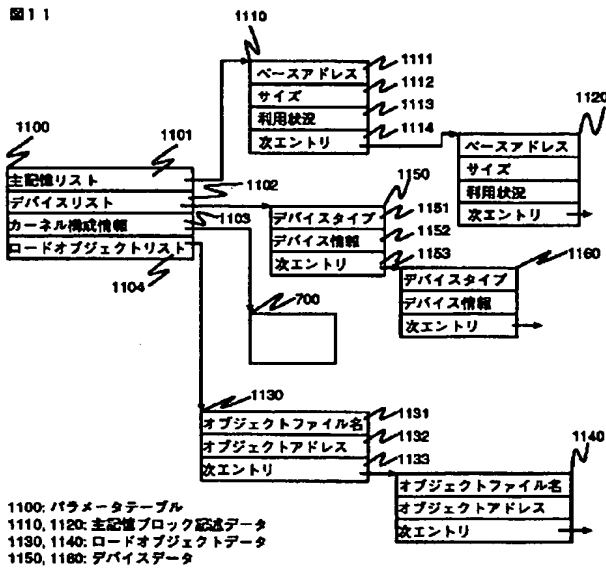 図11
1110
1111
ベースアドレス
1112
サイズ
1113
利用状況
1114
次エントリ
1120
ベースアドレス
サイズ
利用状況
次エントリ
1100
1101
主記憶リスト
1102
デバイスリスト
1103
カーネル構成情報
ロードオブジェクトリスト
1104
1150
デバイスタイプ
1151
デバイス情報
1152
次エントリ
1153
1160
デバイスタイプ
デバイス情報
次エントリ
700
1130
オブジェクトファイル名
1131
オブジェクトアドレス
1132
次エントリ
1133
1140
オブジェクトファイル名
オブジェクトアドレス
次エントリ
1100: パラメータテーブル
1110, 1120: 主記憶ブロック記述データ
1130, 1140: ロードオブジェクトデータ
1150, 1160: デバイスデータ